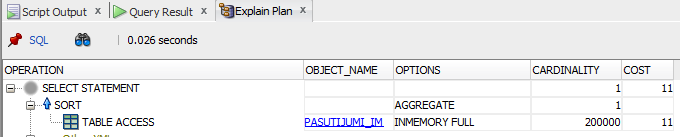 Script Output × Query Result × Explain Plan ×
SQL 0.026 seconds
OPERATION OBJECT_NAME OPTIONS CARDINALITY COST
SELECT STATEMENT 1 11
SORT AGGREGATE 1
TABLE ACCESS PASUTIJUMI_IM INMEMORY FULL 200000 11